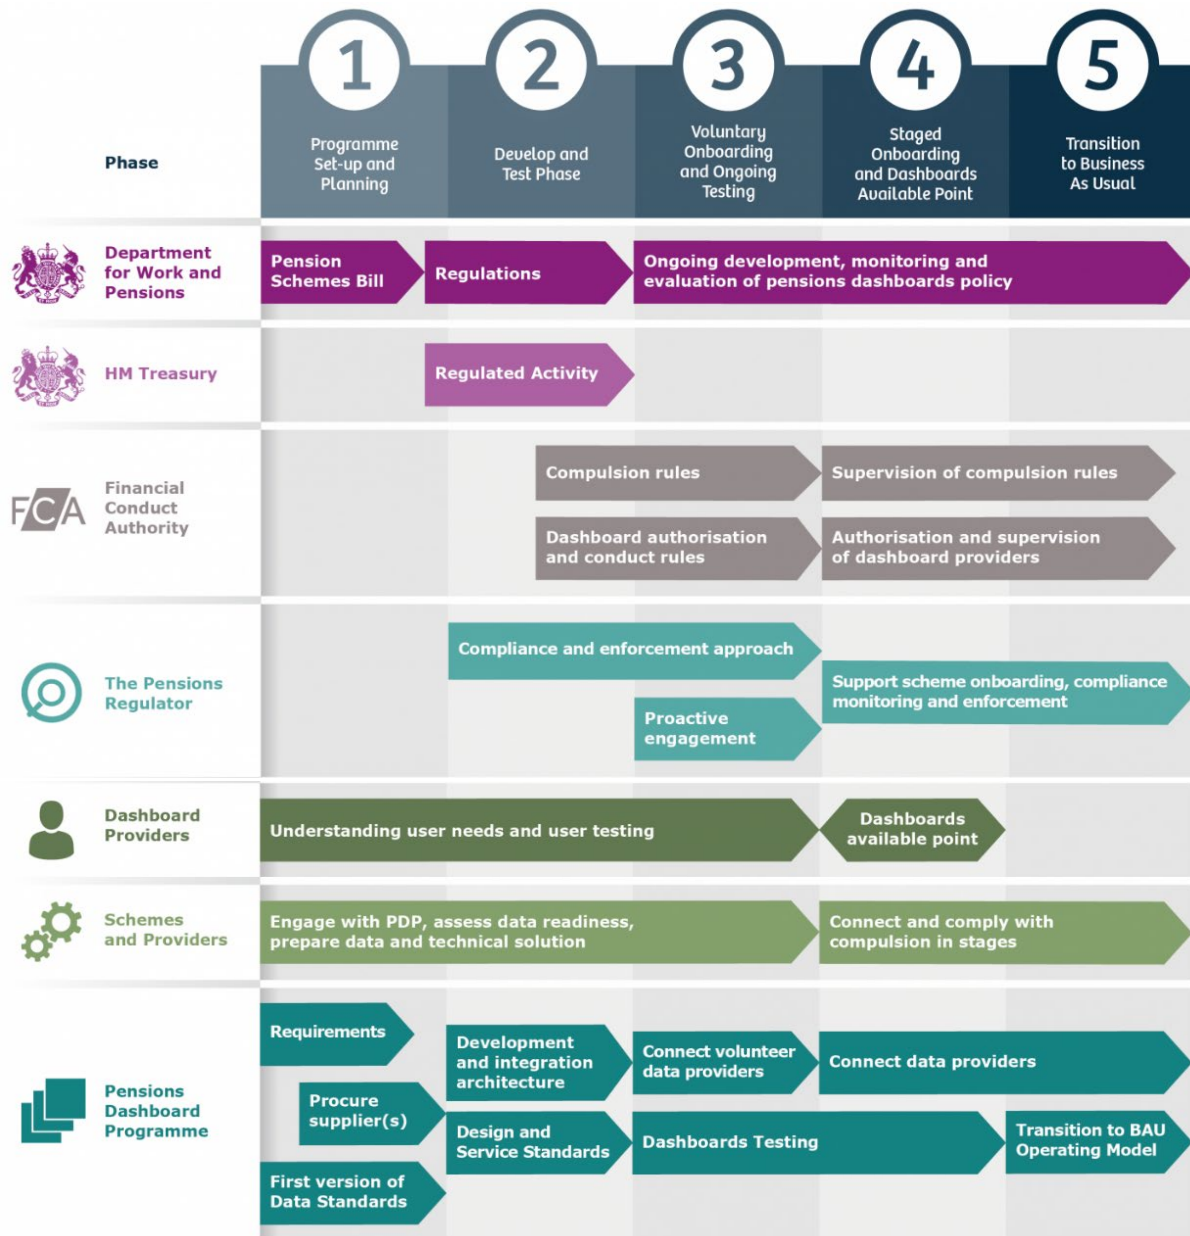 1
2
3
4
5
Phase
Programme
Set-up and
Planning
Develop and
Test Phase
Voluntary
Onboarding
and Ongoing
Testing
Staged
Onboarding
and Dashboards
Available Point
Transition
to Business
As Usual
Department
for Work and
Pensions
Pension
Schemes Bill
Regulations
Ongoing development, monitoring and
evaluation of pensions dashboards policy
HM Treasury
Regulated Activity
FCA
Financial
Conduct
Authority
Compulsion rules
Supervision of compulsion rules
Dashboard authorisation
and conduct rules
Authorisation and supervision
of dashboard providers
The Pensions
Regulator
Compliance and enforcement approach
Proactive
engagement
Support scheme onboarding, compliance
monitoring and enforcement
Dashboard
Providers
Understanding user needs and user testing
Dashboards
available point
Schemes
and Providers
Engage with PDP, assess data readiness,
prepare data and technical solution
Connect and comply with
compulsion in stages
Pensions
Dashboard
Programme
Requirements
Procure
supplier(s)
First version of
Data Standards
Development
and integration
architecture
Design and
Service Standards
Connect volunteer
data providers
Connect data providers
Dashboards Testing
Transition to BAU
Operating Model